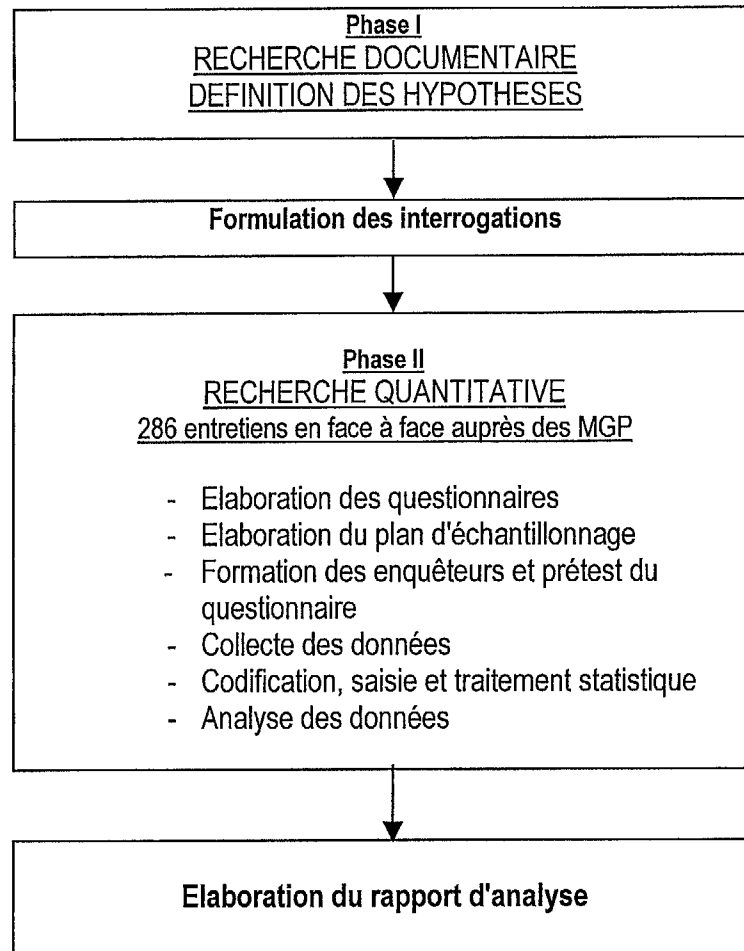 Phase I
RECHERCHE DOCUMENTAIRE
DEFINITION DES HYPOTHESES
Formulation des interrogations
Phase II
RECHERCHE QUANTITATIVE
286 entretiens en face à face auprès des MGP
- Elaboration des questionnaires
- Elaboration du plan d'échantillonnage
- Formation des enquêteurs et prétest du
questionnaire
- Collecte des données
- Codification, saisie et traitement statistique
- Analyse des données
Elaboration du rapport d'analyse